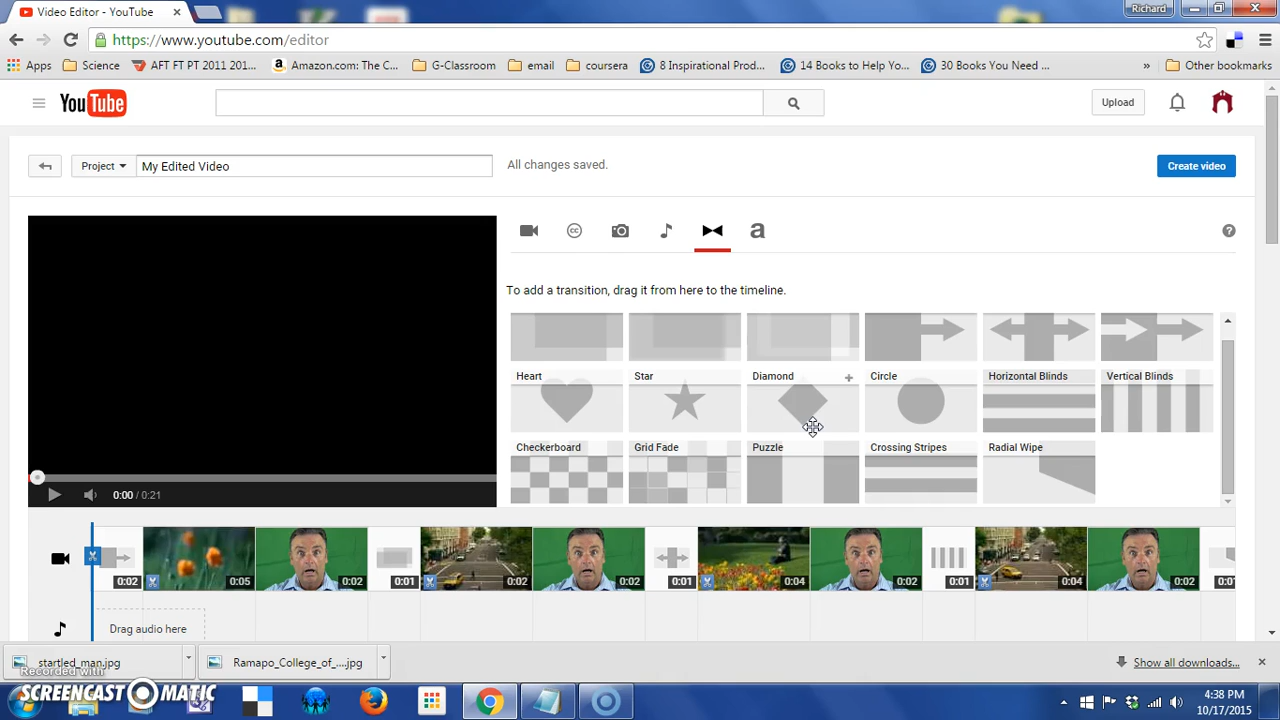 Video Editor - YouTube
Richard
https://www.youtube.com/editor
Apps Science AFT FT PT 2011 201... Amazon.com: The C... G-Classroom email coursera 8 Inspirational Prod... 14 Books to Help Yo... 30 Books You Need ... » Other bookmarks
YouTube
Upload
Project My Edited Video All changes saved. Create video
cc a ?
To add a transition, drag it from here to the timeline.
Heart Star Diamond + Circle Horizontal Blinds Vertical Blinds
Checkerboard Grid Fade Puzzle Crossing Stripes Radial Wipe
0:00 / 0:21
0:02 0:05 0:02 0:01 0:02 0:02 0:01 0:04 0:02 0:01 0:04 0:02
Drag audio here
startled_man.jpg Ramapo_College_of_....jpg Show all downloads...
Recorded with
SCREENCAST-O-MATIC
4:38 PM
10/17/2015